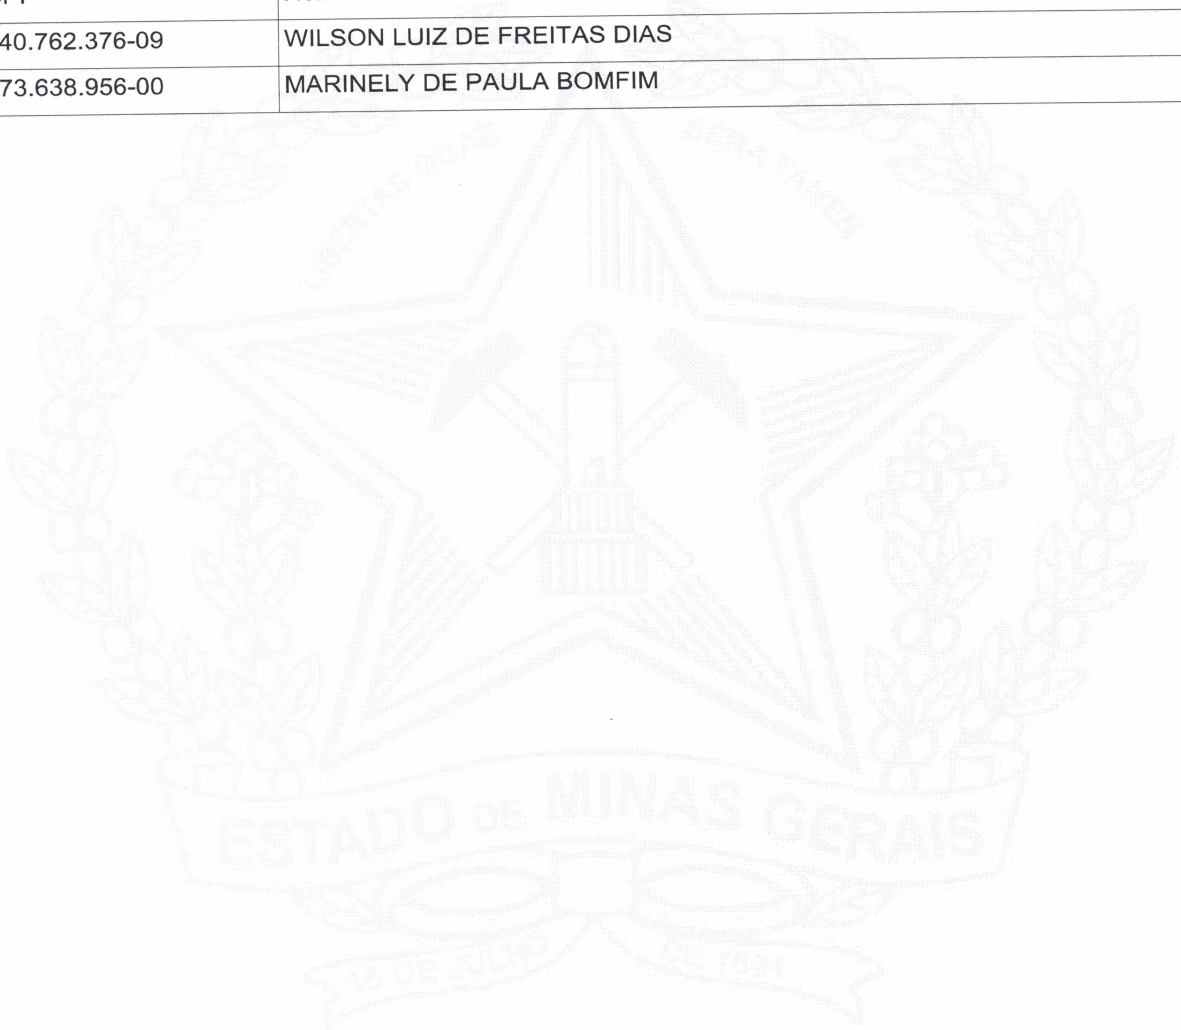 40.762.376-09 WILSON LUIZ DE FREITAS DIAS
73.638.956-00 MARINELY DE PAULA BOMFIM
LIBERTAS QUAE SERA TAMEN
ESTADO DE MINAS GERAIS
15 DE JULHO DE 1891